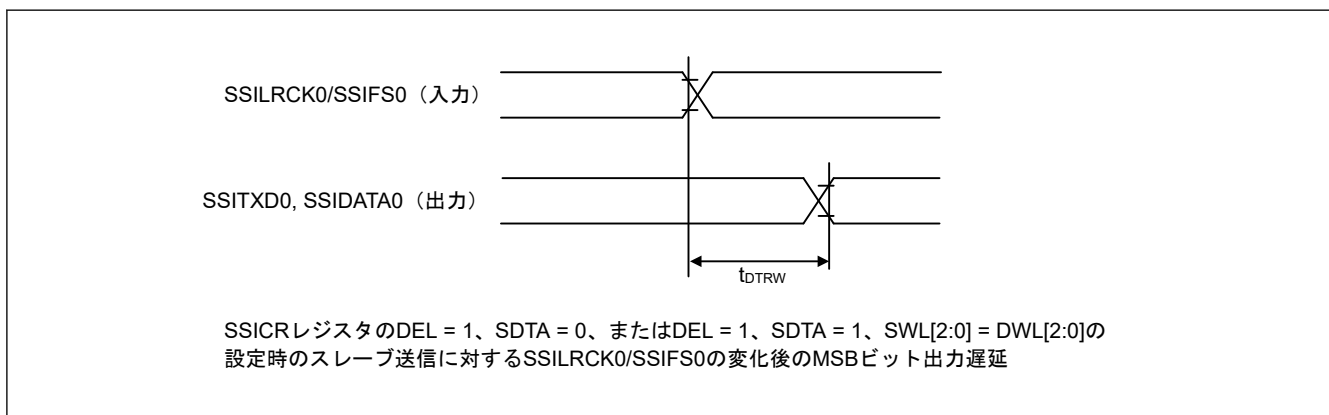 SSILRCK0/SSIFS0（入力）
SSITXD0, SSIDATA0（出力）
tDTRW
SSICRレジスタのDEL = 1、SDTA = 0、またはDEL = 1、SDTA = 1、SWL[2:0] = DWL[2:0]の
設定時のスレーブ送信に対するSSILRCK0/SSIFS0の変化後のMSBビット出力遅延